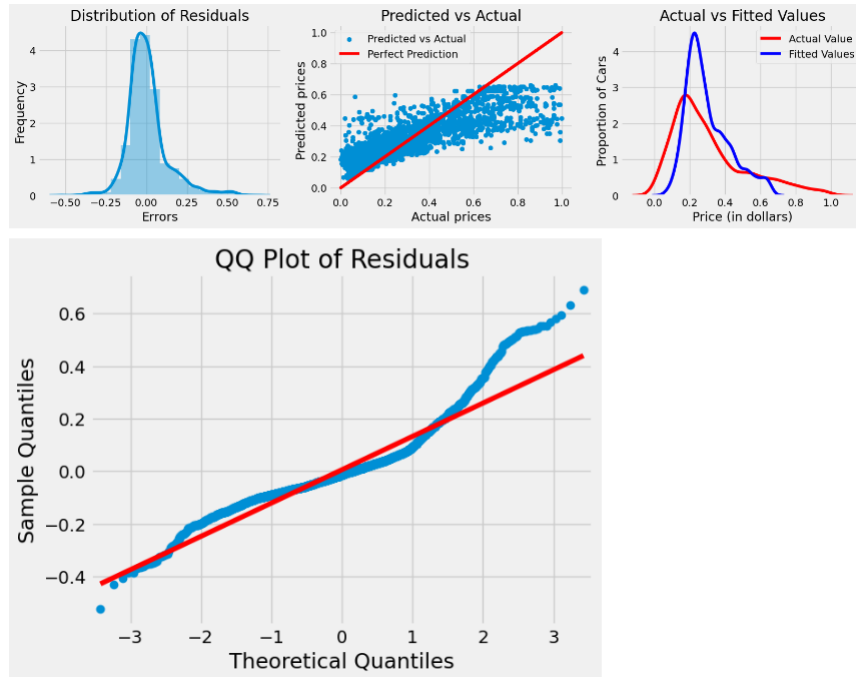 Distribution of Residuals
Frequency
4
3
2
1
0
−0.50 −0.25 0.00 0.25 0.50 0.75
Errors
Predicted vs Actual
Predicted prices
1.0
0.8
0.6
0.4
0.2
0.0
Predicted vs Actual
Perfect Prediction
0.0 0.2 0.4 0.6 0.8 1.0
Actual prices
Actual vs Fitted Values
Proportion of Cars
4
3
2
1
0
Actual Value
Fitted Values
0.0 0.2 0.4 0.6 0.8 1.0
Price (in dollars)
QQ Plot of Residuals
Sample Quantiles
0.6
0.4
0.2
0.0
−0.2
−0.4
−3 −2 −1 0 1 2 3
Theoretical Quantiles